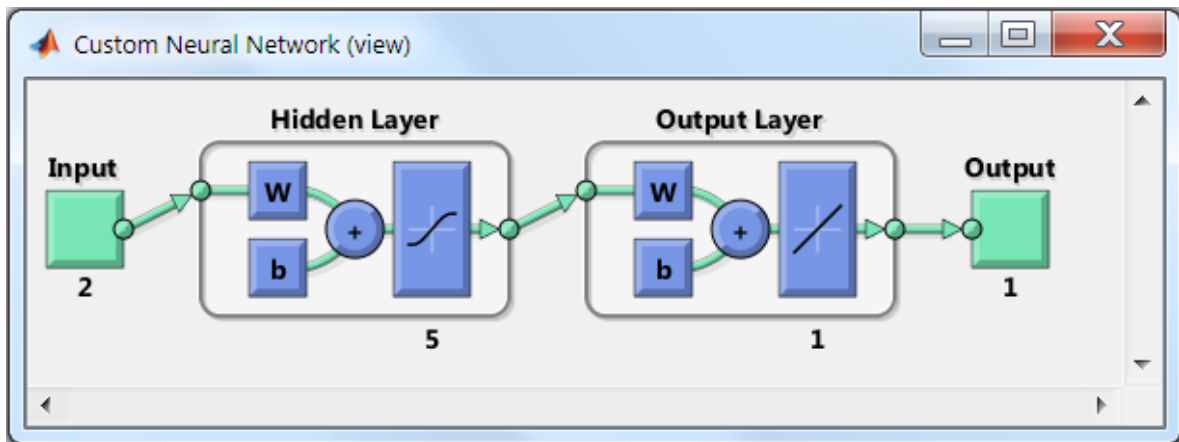 Custom Neural Network (view)
Hidden Layer
Output Layer
Input
Output
W
W
+
+
b
b
2
1
5
1